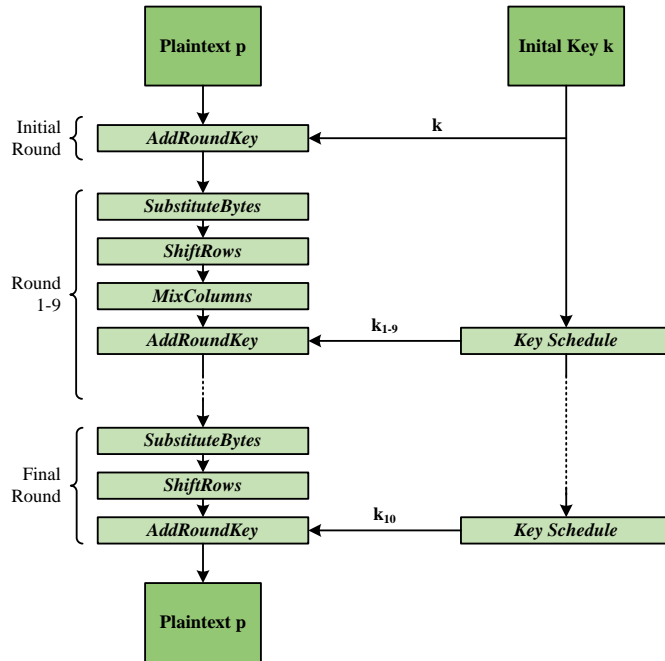 Plaintext p
Inital Key k
Initial
Round
AddRoundKey
k
SubstituteBytes
ShiftRows
Round
1-9
MixColumns
AddRoundKey
k1-9
Key Schedule
SubstituteBytes
Final
Round
ShiftRows
AddRoundKey
k10
Key Schedule
Plaintext p